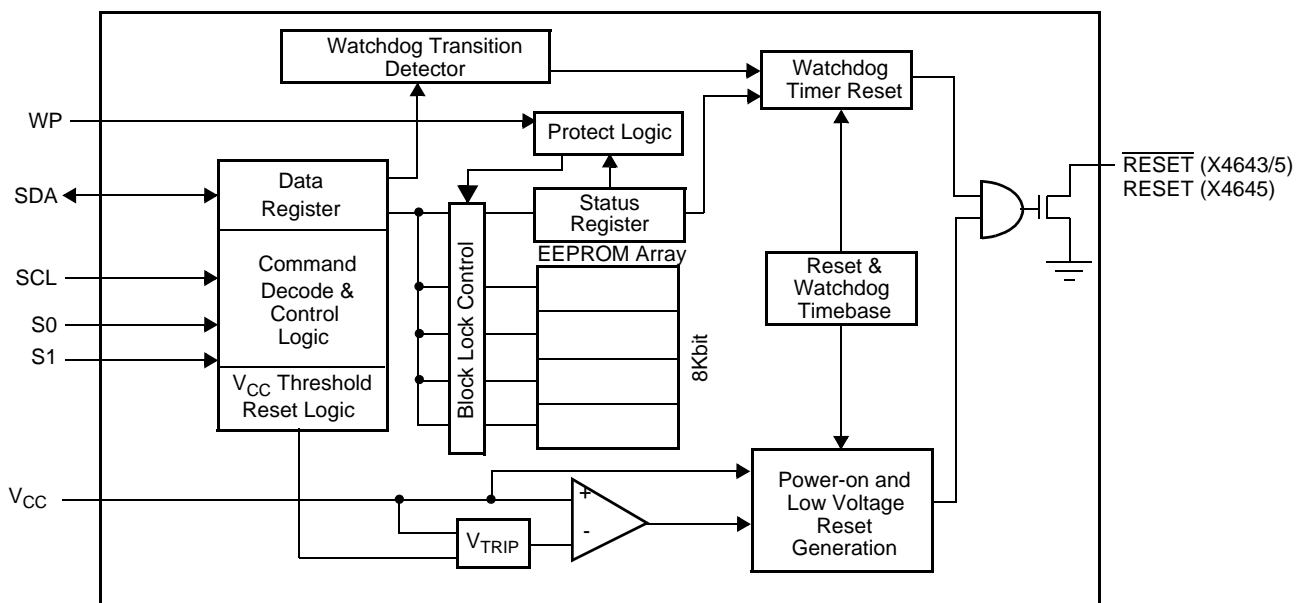 Watchdog Transition
Detector
Watchdog
Timer Reset
WP
Protect Logic
RESET (X4643/5)
RESET (X4645)
SDA
Data
Register
Status
Register
EEPROM Array
Block Lock Control
SCL
Command
Decode &
Control
Logic
Reset &
Watchdog
Timebase
S0
S1
8Kbit
VCC Threshold
Reset Logic
VCC
+
-
VTRIP
Power-on and
Low Voltage
Reset
Generation